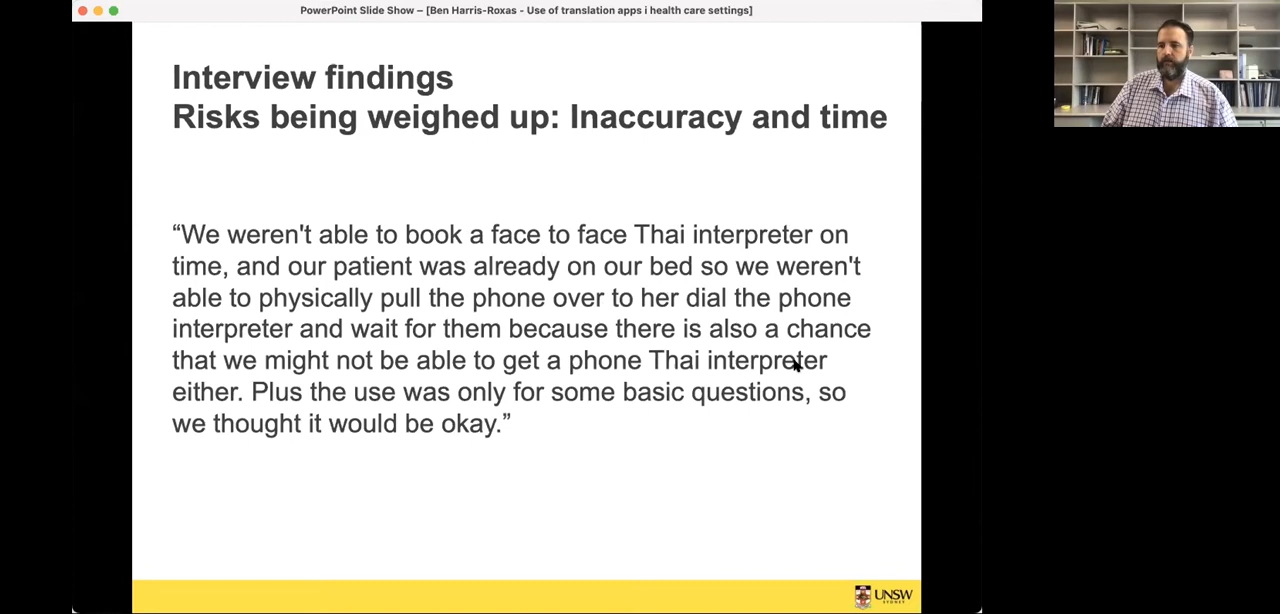 PowerPoint Slide Show – [Ben Harris-Roxas - Use of translation apps i health care settings]
Interview findings
Risks being weighed up: Inaccuracy and time
“We weren't able to book a face to face Thai interpreter on
time, and our patient was already on our bed so we weren't
able to physically pull the phone over to her dial the phone
interpreter and wait for them because there is also a chance
that we might not be able to get a phone Thai interpreter
either. Plus the use was only for some basic questions, so
we thought it would be okay.”
UNSW
SYDNEY